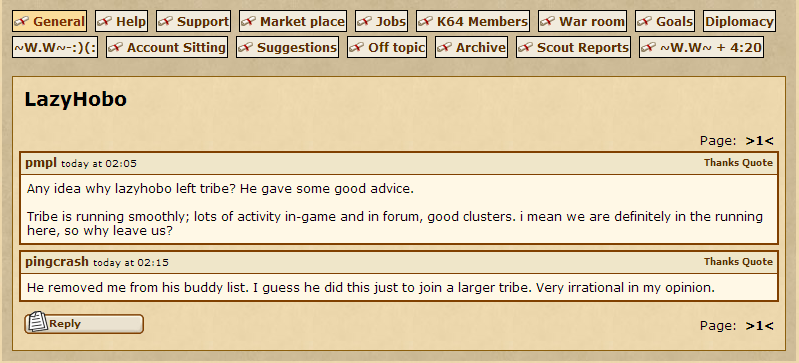 General Help Support Market place Jobs K64 Members War room Goals Diplomacy
~W.W~-:)(: Account Sitting Suggestions Off topic Archive Scout Reports ~W.W~ + 4:20
LazyHobo
Page: >1<
pmpl today at 02:05 Thanks Quote
Any idea why lazyhobo left tribe? He gave some good advice.
Tribe is running smoothly; lots of activity in-game and in forum, good clusters. i mean we are definitely in the running
here, so why leave us?
pingcrash today at 02:15 Thanks Quote
He removed me from his buddy list. I guess he did this just to join a larger tribe. Very irrational in my opinion.
Reply Page: >1<